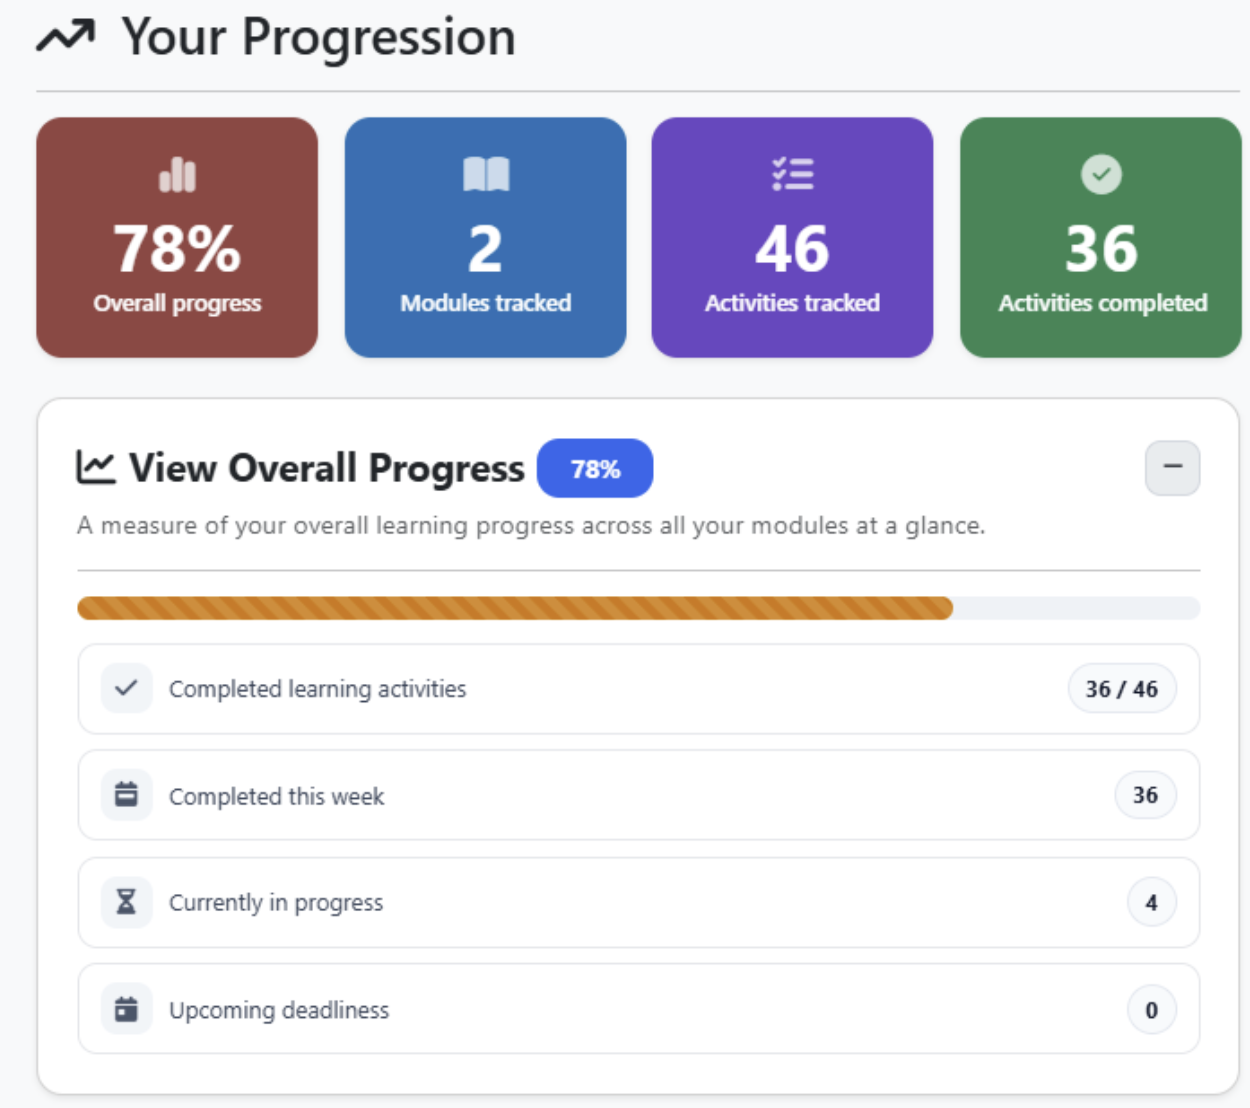 Your Progression
78%
Overall progress
2
Modules tracked
46
Activities tracked
36
Activities completed
View Overall Progress 78%
A measure of your overall learning progress across all your modules at a glance.
Completed learning activities 36 / 46
Completed this week 36
Currently in progress 4
Upcoming deadliness 0